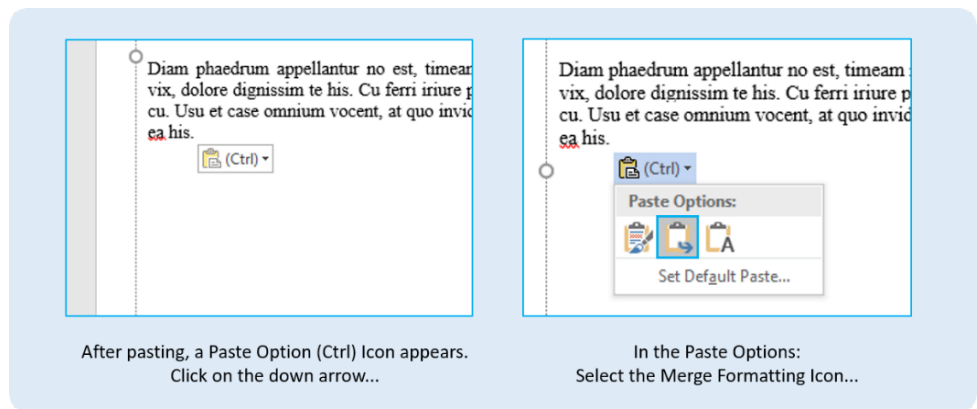 Diam phaedrum appellantur no est, timear
vix, dolore dignissim te his. Cu ferri iriure p
cu. Usu et case omnium vocent, at quo invic
ea his.
(Ctrl)
After pasting, a Paste Option (Ctrl) Icon appears.
Click on the down arrow...
Diam phaedrum appellantur no est, timeam
vix, dolore dignissim te his. Cu ferri iriure p
cu. Usu et case omnium vocent, at quo invid
ea his.
(Ctrl)
Paste Options:
A
Set Default Paste...
In the Paste Options:
Select the Merge Formatting Icon...